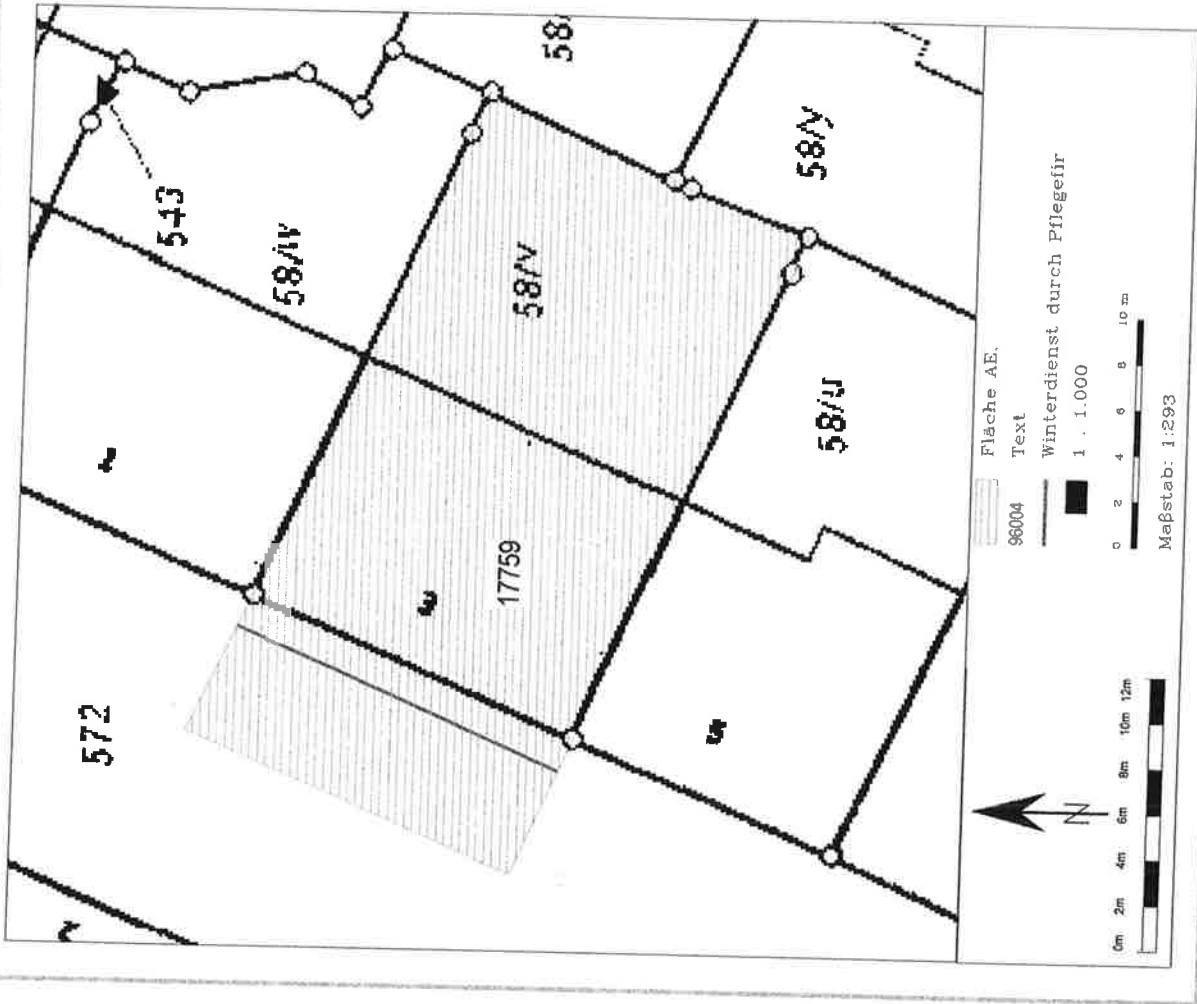 58/
543
58/w
58/v
58/y
572
17759
58/u
Fläche AE.
96004 Text
Winterdienst durch Pflegefir
1 . 1.000
0 2 4 6 8 10 m
Maßstab: 1:293
N
0m 2m 4m 6m 8m 10m 12m